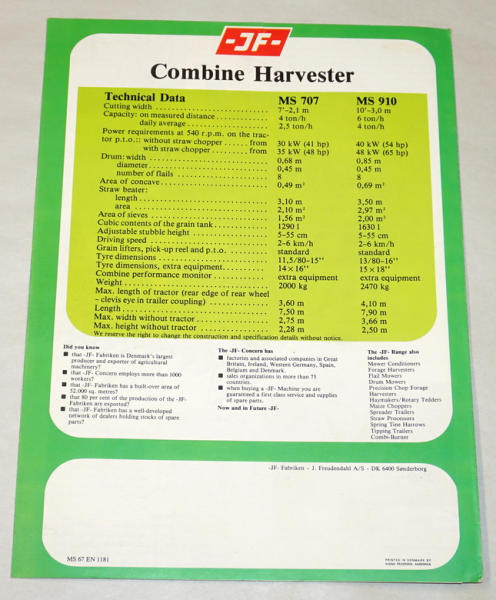 -JF-
Combine Harvester
Technical Data MS 707 MS 910
Cutting width 7'–2,1 m 10'–3,0 m
Capacity: on measured distance 4 ton/h 6 ton/h
daily average 2,5 ton/h 4 ton/h
Power requirements at 540 r.p.m. on the trac-
tor p.t.o.:: without straw chopper ...... from 30 kW (41 hp) 40 kW (54 hp)
with straw chopper ........ from 35 kW (48 hp) 48 kW (65 hp)
Drum: width 0,68 m 0,85 m
diameter 0,45 m 0,45 m
number of flails 8 8
Area of concave 0,49 m² 0,69 m²
Straw beater:
length 3,10 m 3,50 m
area 2,10 m² 2,97 m²
Area of sieves 1,56 m² 2,00 m²
Cubic contents of the grain tank 1290 l 1630 l
Adjustable stubble height 5–55 cm 5–55 cm
Driving speed 2–6 km/h 2–6 km/h
Grain lifters, pick-up reel and p.t.o. standard standard
Tyre dimensions 11,5/80-15" 13/80-16"
Tyre dimensions, extra equipment 14×16" 15×18"
Combine performance monitor extra equipment extra equipment
Weight 2000 kg 2470 kg
Max. length of tractor (rear edge of rear wheel
– clevis eye in trailer coupling) 3,60 m 4,10 m
Length 7,50 m 7,90 m
Max. width without tractor 2,75 m 3,66 m
Max. height without tractor 2,28 m 2,50 m
We reserve the right to change the construction and specification details without notice.
Did you know
■ that -JF- Fabriken is Denmark's largest
producer and exporter of agricultural
machinery?
■ that -JF- Concern employs more than 1000
workers?
■ that -JF- Fabriken has a built-over area of
52.000 sq. metres?
■ that 80 per cent of the production of the -JF-
Fabriken are exported?
■ that -JF- Fabriken has a well-developed
network of dealers holding stocks of spare
parts?
The -JF- Concern has
■ factories and associated companies in Great
Britain, Ireland, Western Germany, Spain,
Belgium and Denmark.
■ sales organizations in more than 75
countries.
■ when buying a -JF- Machine you are
guaranteed a first class service and supplies
of spare parts.
Now and in Future -JF-
The -JF- Range also
includes
Mower Conditioners
Forage Harvesters
Flail Mowers
Drum Mowers
Precision Chop Forage
Harvesters
Haymakers/Rotary Tedders
Maize Choppers
Spreader Trailers
Straw Processors
Spring Tine Harrows
Tipping Trailers
Combi-Burner
-JF- Fabriken - J. Freudendahl A/S - DK 6400 Sønderborg
MS 67 EN 1181
PRINTED IN DENMARK BY